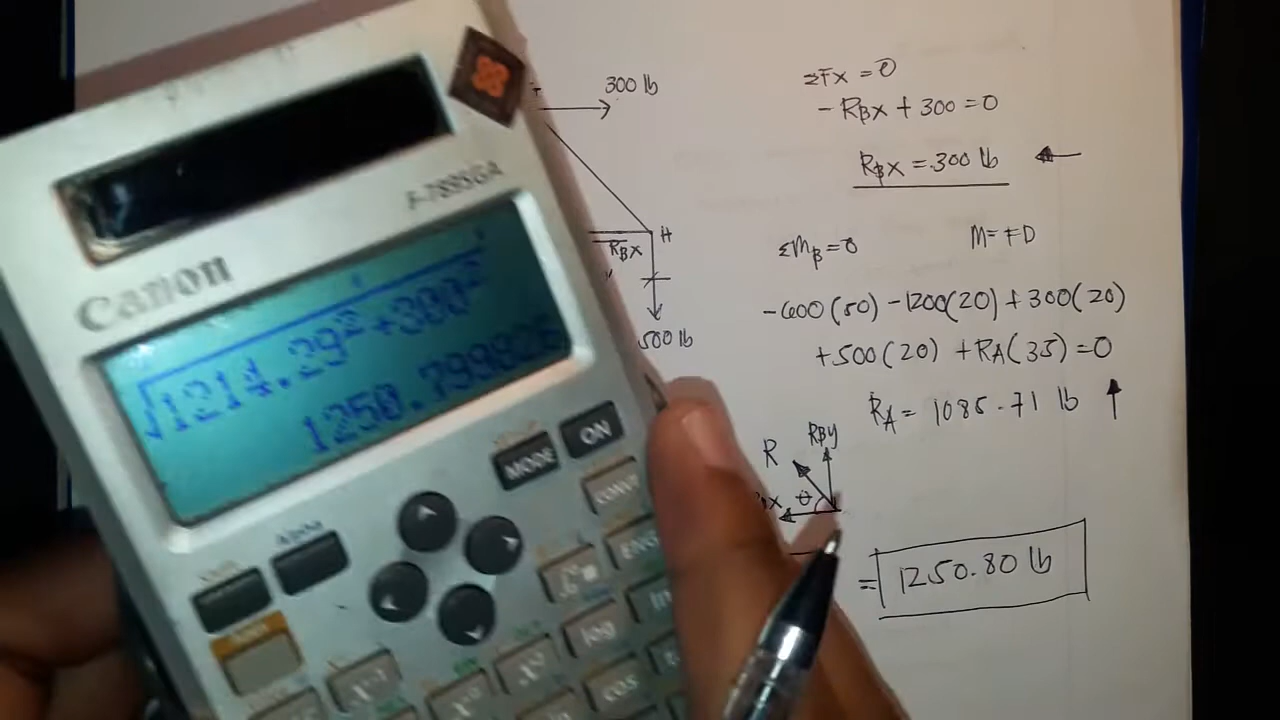 300 lb
RBX
H
500 lb
ΣFx = 0
- RBX + 300 = 0
RBX = 300 lb
ΣMB = 0 M = FD
-600(50) - 1200(20) + 300(20)
+500(20) + RA(35) = 0
RA = 1085.71 lb
R RBY
θ
= 1250.80 lb
Canon F-789SGA
√1214.29²+300²
1250.799826
MODE ON
log
cos